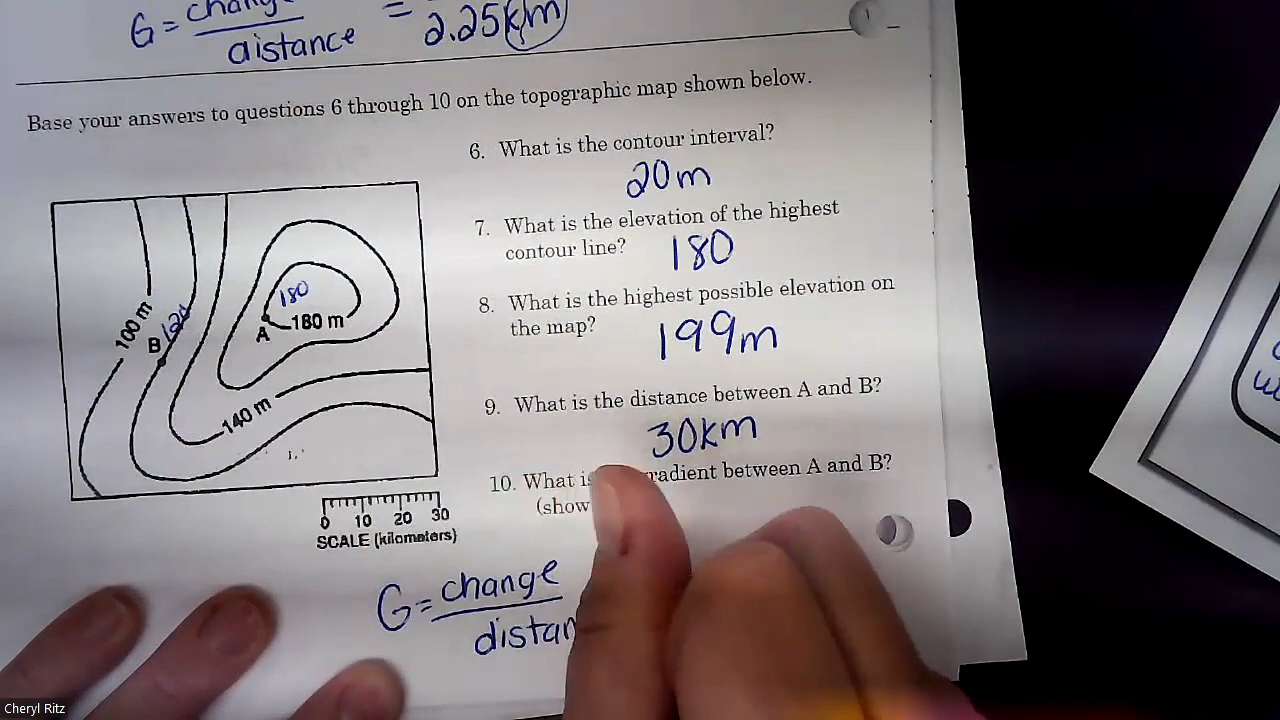 G = change =
distance 2.25km
Base your answers to questions 6 through 10 on the topographic map shown below.
6. What is the contour interval?
20m
7. What is the elevation of the highest
contour line? 180
8. What is the highest possible elevation on
the map? 199m
9. What is the distance between A and B?
30km
10. What is radient between A and B?
(show
100 m
B 120
180
A 180 m
140 m
0 10 20 30
SCALE (kilometers)
G = change
distan
Cheryl Ritz